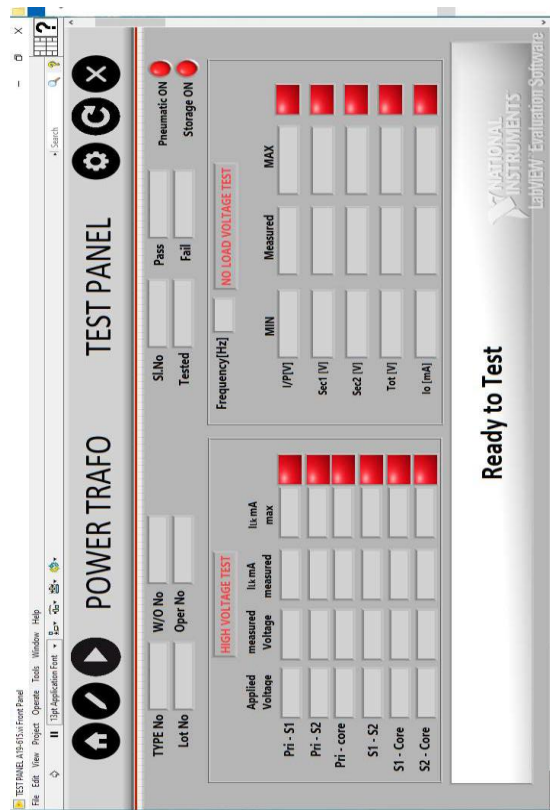 TEST PANEL A19-615.vi Front Panel
File Edit View Project Operate Tools Window Help
13pt Application Font
Search
POWER TRAFO TEST PANEL
TYPE No W/O No Sl.No Pass Pneumatic ON
Lot No Oper No Tested Fail Storage ON
HIGH VOLTAGE TEST
Applied Voltage
measured Voltage
ILk mA measured
ILk mA max
Pri - S1
Pri - S2
Pri - core
S1 - S2
S1 - Core
S2 - Core
Frequency[Hz] NO LOAD VOLTAGE TEST
MIN Measured MAX
I/P[V]
Sec1 [V]
Sec2 [V]
Tot [V]
Io [mA]
Ready to Test
NATIONAL
INSTRUMENTS
LabVIEW Evaluation Software